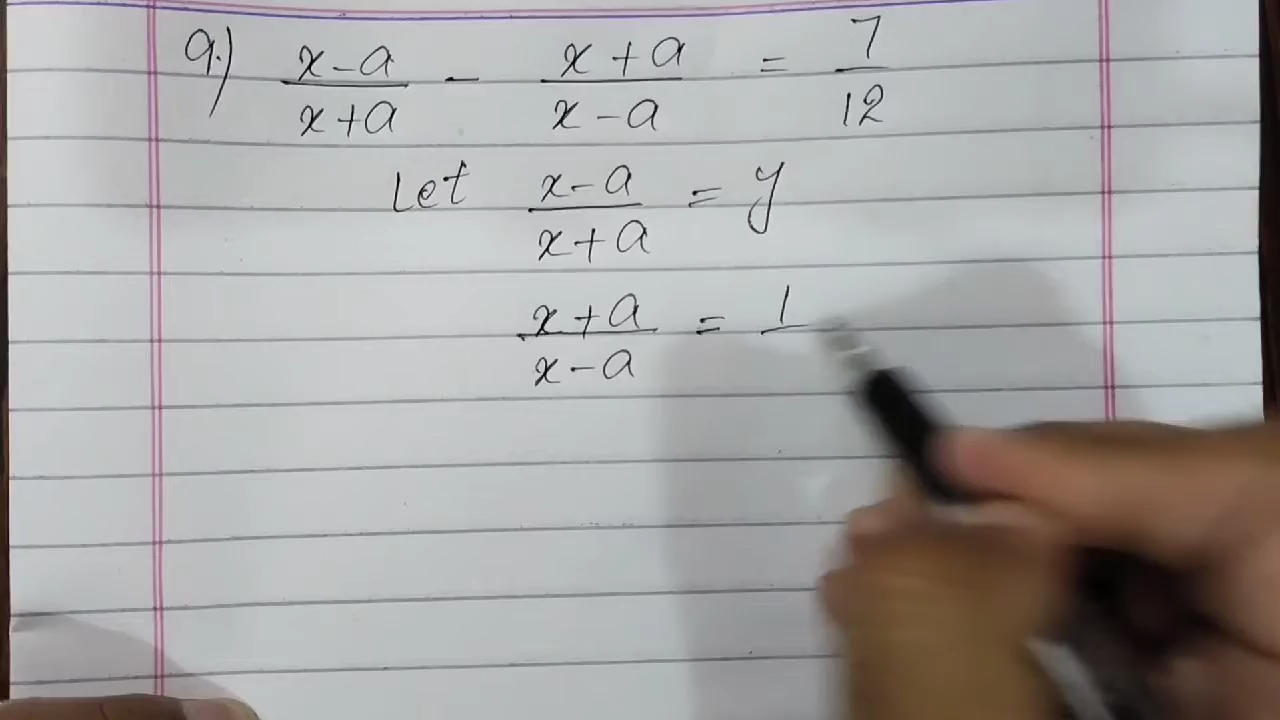 9.) x-a/x+a - x+a/x-a = 7/12
Let x-a/x+a = y
x+a/x-a = 1/